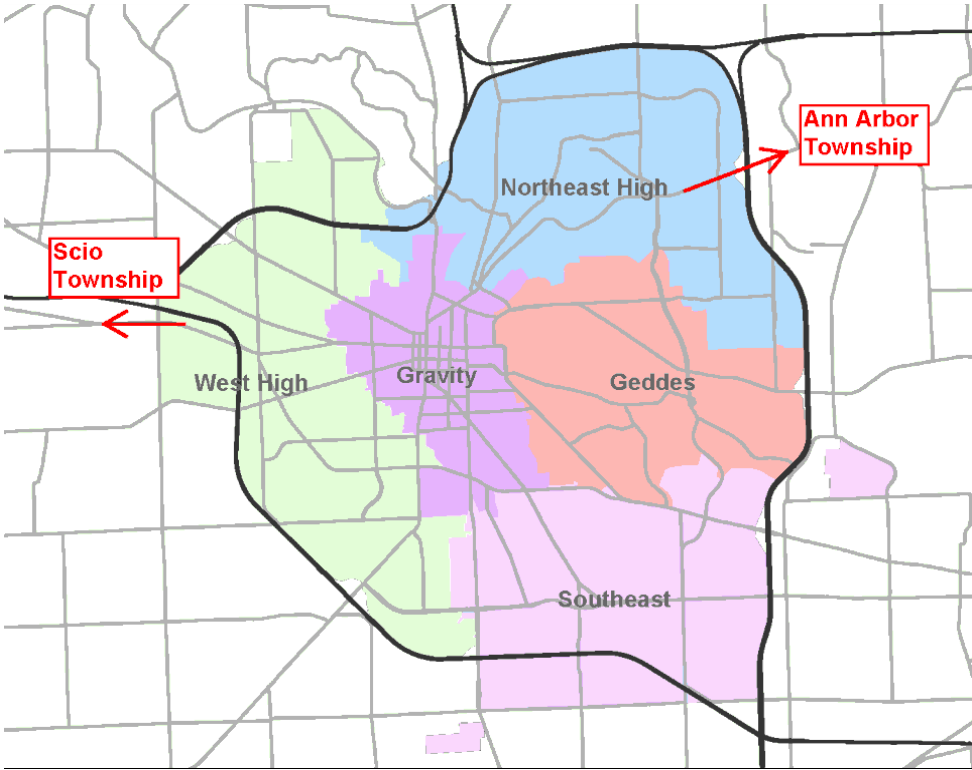 Ann Arbor
Township
Northeast High
Scio
Township
West High
Gravity
Geddes
Southeast